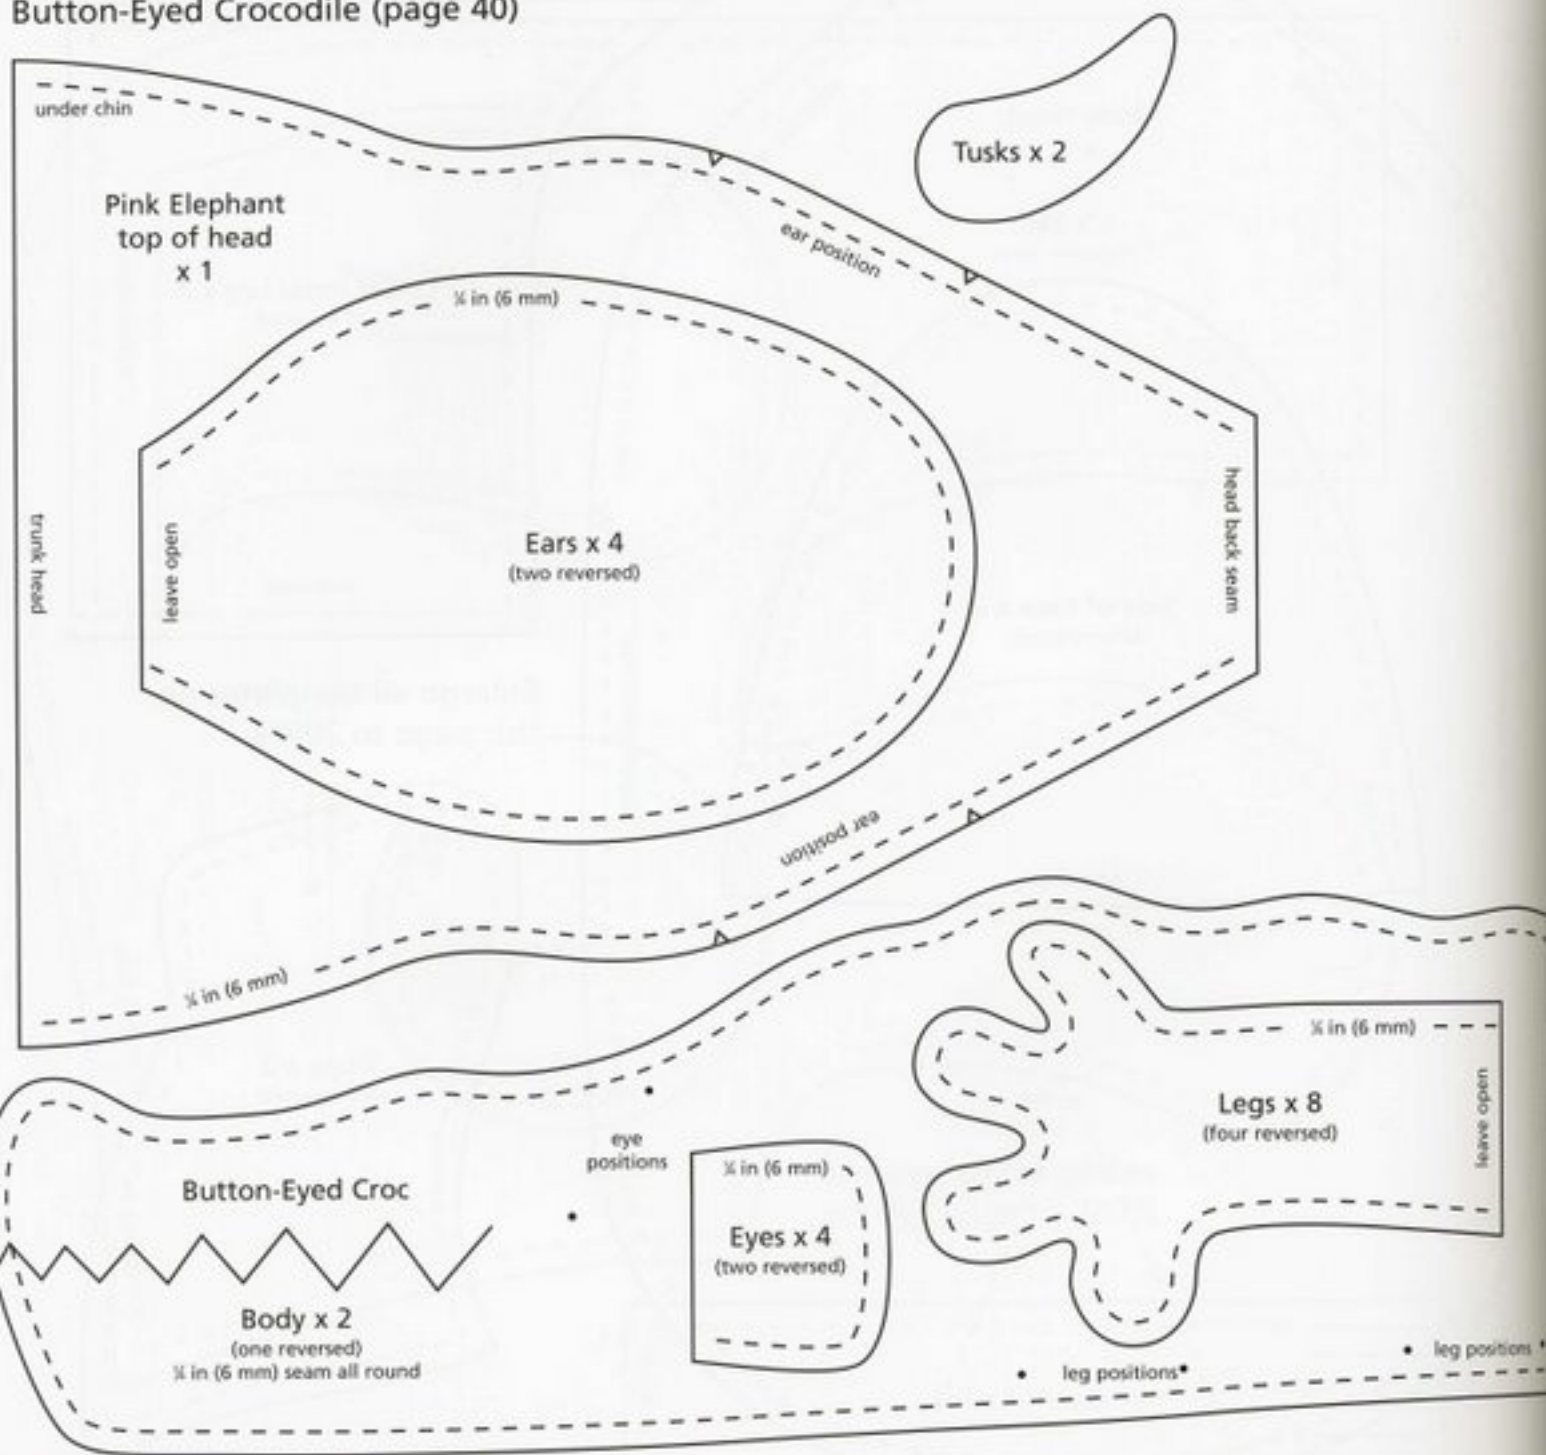 Button-Eyed Crocodile (page 40)
under chin
Tusks x 2
Pink Elephant
top of head
x 1
ear position
¼ in (6 mm)
trunk head
leave open
Ears x 4
(two reversed)
head back seam
ear position
¼ in (6 mm)
¼ in (6 mm)
Legs x 8
(four reversed)
leave open
eye
positions
Button-Eyed Croc
¼ in (6 mm)
Eyes x 4
(two reversed)
Body x 2
(one reversed)
¼ in (6 mm) seam all round
leg positions
leg positions